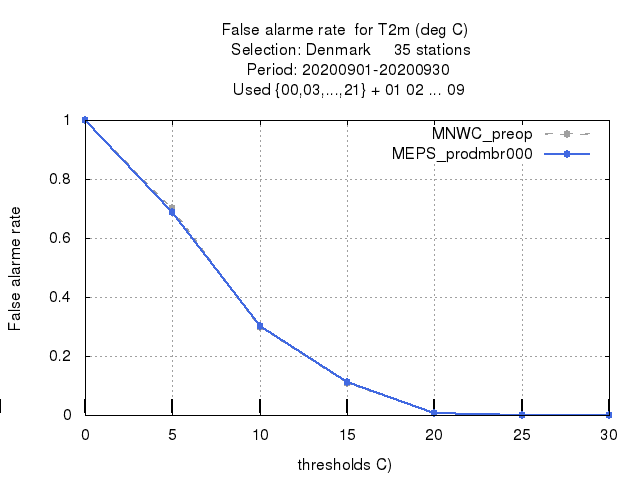 False alarme rate  for T2m (deg C)
Selection: Denmark     35 stations
Period: 20200901-20200930
Used {00,03,...,21} + 01 02 ... 09
MNWC_preop
MEPS_prodmbr000
1
0.8
0.6
0.4
0.2
0
False alarme rate
0 5 10 15 20 25 30
thresholds C)